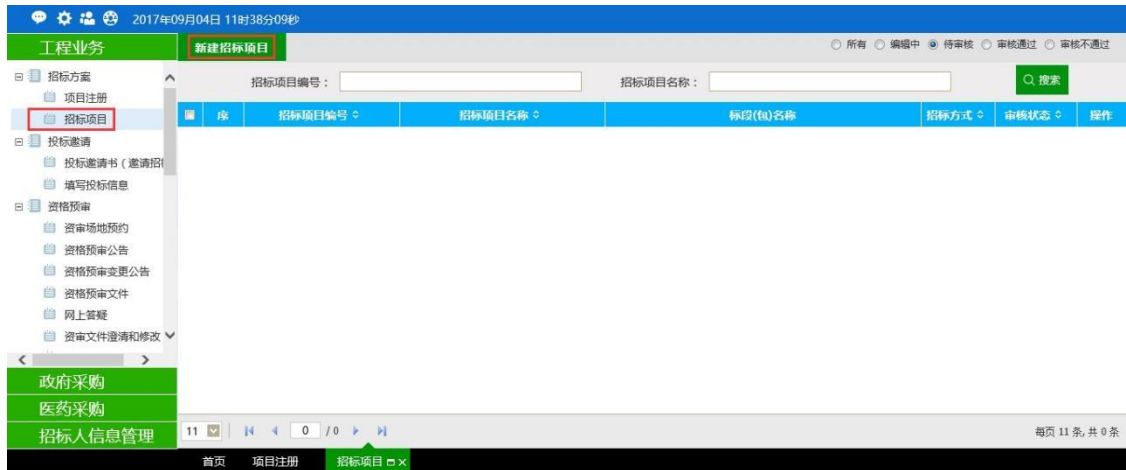 2017年09月04日 11时38分09秒
工程业务
新建招标项目
所有 编辑中 待审核 审核通过 审核不通过
招标方案
项目注册
招标项目
投标邀请
投标邀请书 ( 邀请招
填写投标信息
资格预审
资审场地预约
资格预审公告
资格预审变更公告
资格预审文件
网上答疑
资审文件澄清和修改
政府采购
医药采购
招标人信息管理
招标项目编号： 招标项目名称： 搜索
序 招标项目编号 招标项目名称 标段(包)名称 招标方式 审核状态 操作
11 0 / 0 每页 11 条, 共 0 条
首页 项目注册 招标项目